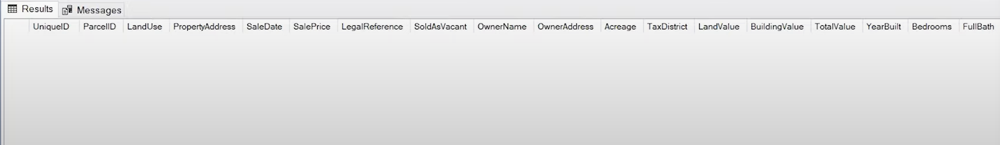 Results Messages
UniqueID ParcelID LandUse PropertyAddress SaleDate SalePrice LegalReference SoldAsVacant OwnerName OwnerAddress Acreage TaxDistrict LandValue BuildingValue TotalValue YearBuilt Bedrooms FullBath